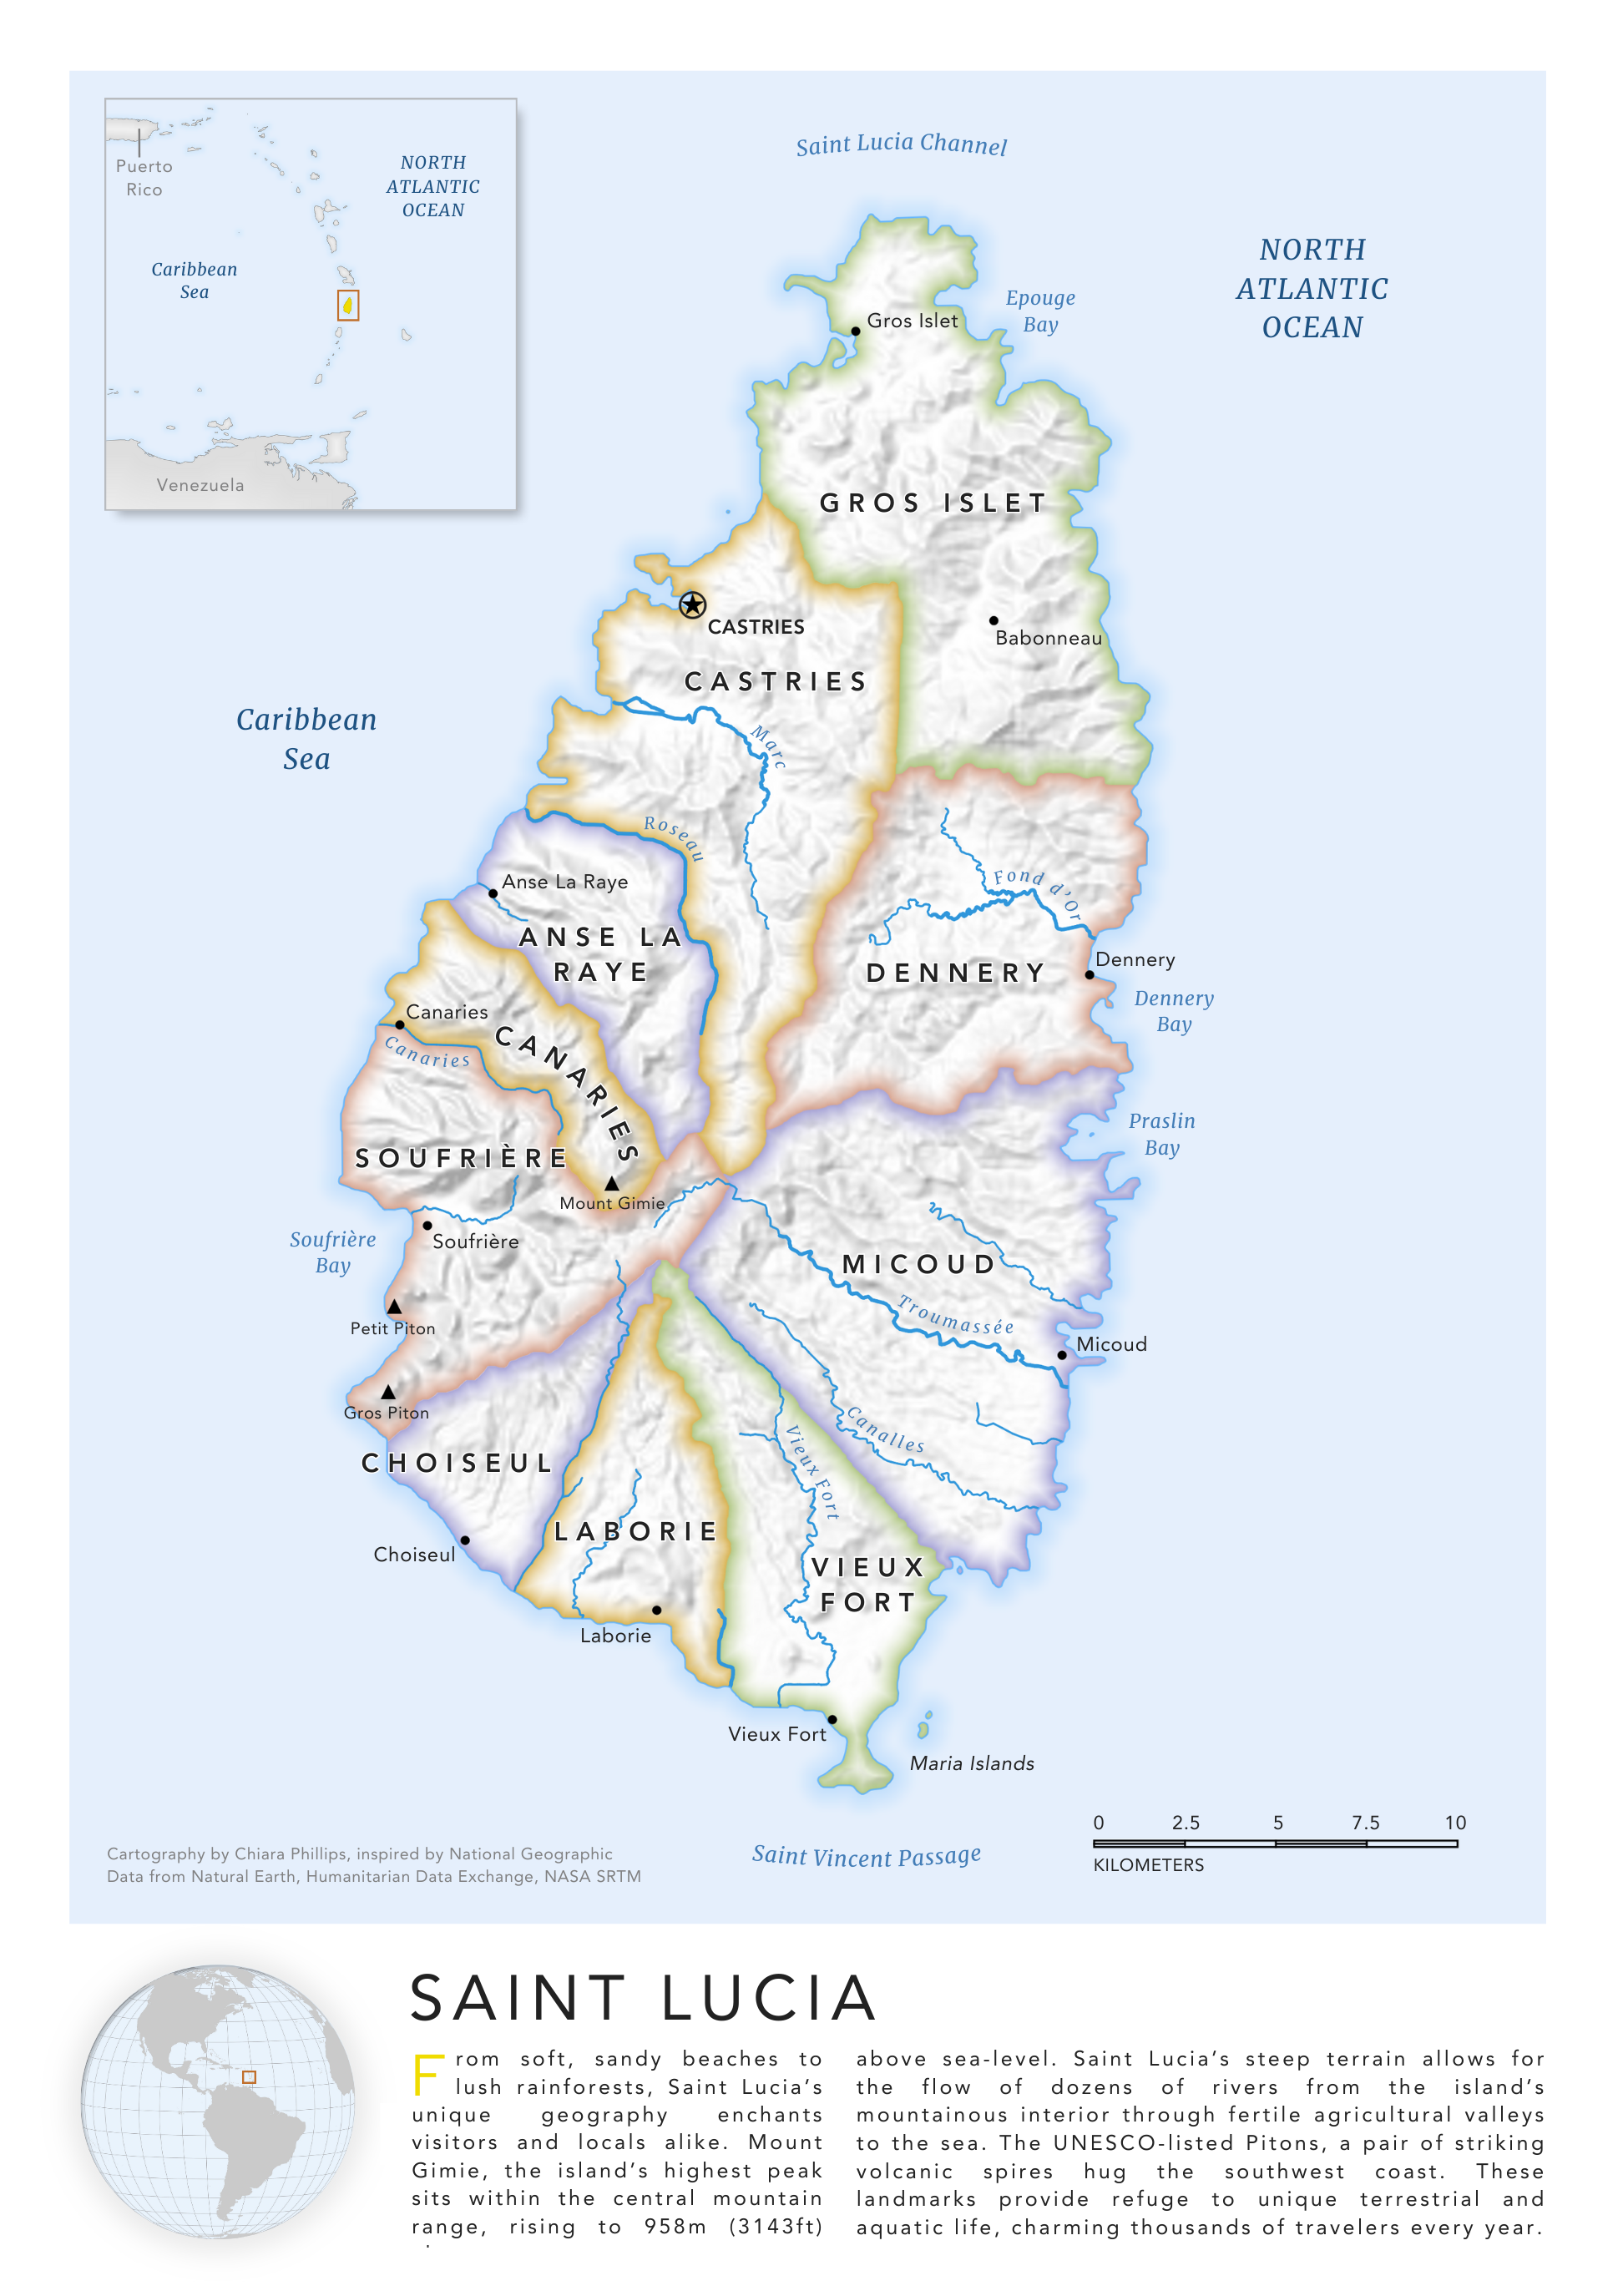 Puerto
Rico
NORTH
ATLANTIC
OCEAN
Caribbean
Sea
Venezuela
Saint Lucia Channel
NORTH
ATLANTIC
OCEAN
Epouge
Bay
Gros Islet
GROS ISLET
CASTRIES
Babonneau
CASTRIES
Caribbean
Sea
Marc
Roseau
Anse La Raye
Fond d'Or
ANSE LA
RAYE
DENNERY
Dennery
Dennery
Bay
Canaries
CANARIES
Canaries
Praslin
Bay
SOUFRIÈRE
Mount Gimie
Soufrière
Bay
Soufrière
MICOUD
Petit Piton
Troumassée
Micoud
Gros Piton
Canalles
CHOISEUL
Vieux Fort
LABORIE
Choiseul
VIEUX
FORT
Laborie
Vieux Fort
Maria Islands
0 2.5 5 7.5 10
KILOMETERS
Saint Vincent Passage
Cartography by Chiara Phillips, inspired by National Geographic
Data from Natural Earth, Humanitarian Data Exchange, NASA SRTM
SAINT LUCIA
From soft, sandy beaches to
lush rainforests, Saint Lucia's
unique geography enchants
visitors and locals alike. Mount
Gimie, the island's highest peak
sits within the central mountain
range, rising to 958m (3143ft)
above sea-level. Saint Lucia's steep terrain allows for
the flow of dozens of rivers from the island's
mountainous interior through fertile agricultural valleys
to the sea. The UNESCO-listed Pitons, a pair of striking
volcanic spires hug the southwest coast. These
landmarks provide refuge to unique terrestrial and
aquatic life, charming thousands of travelers every year.